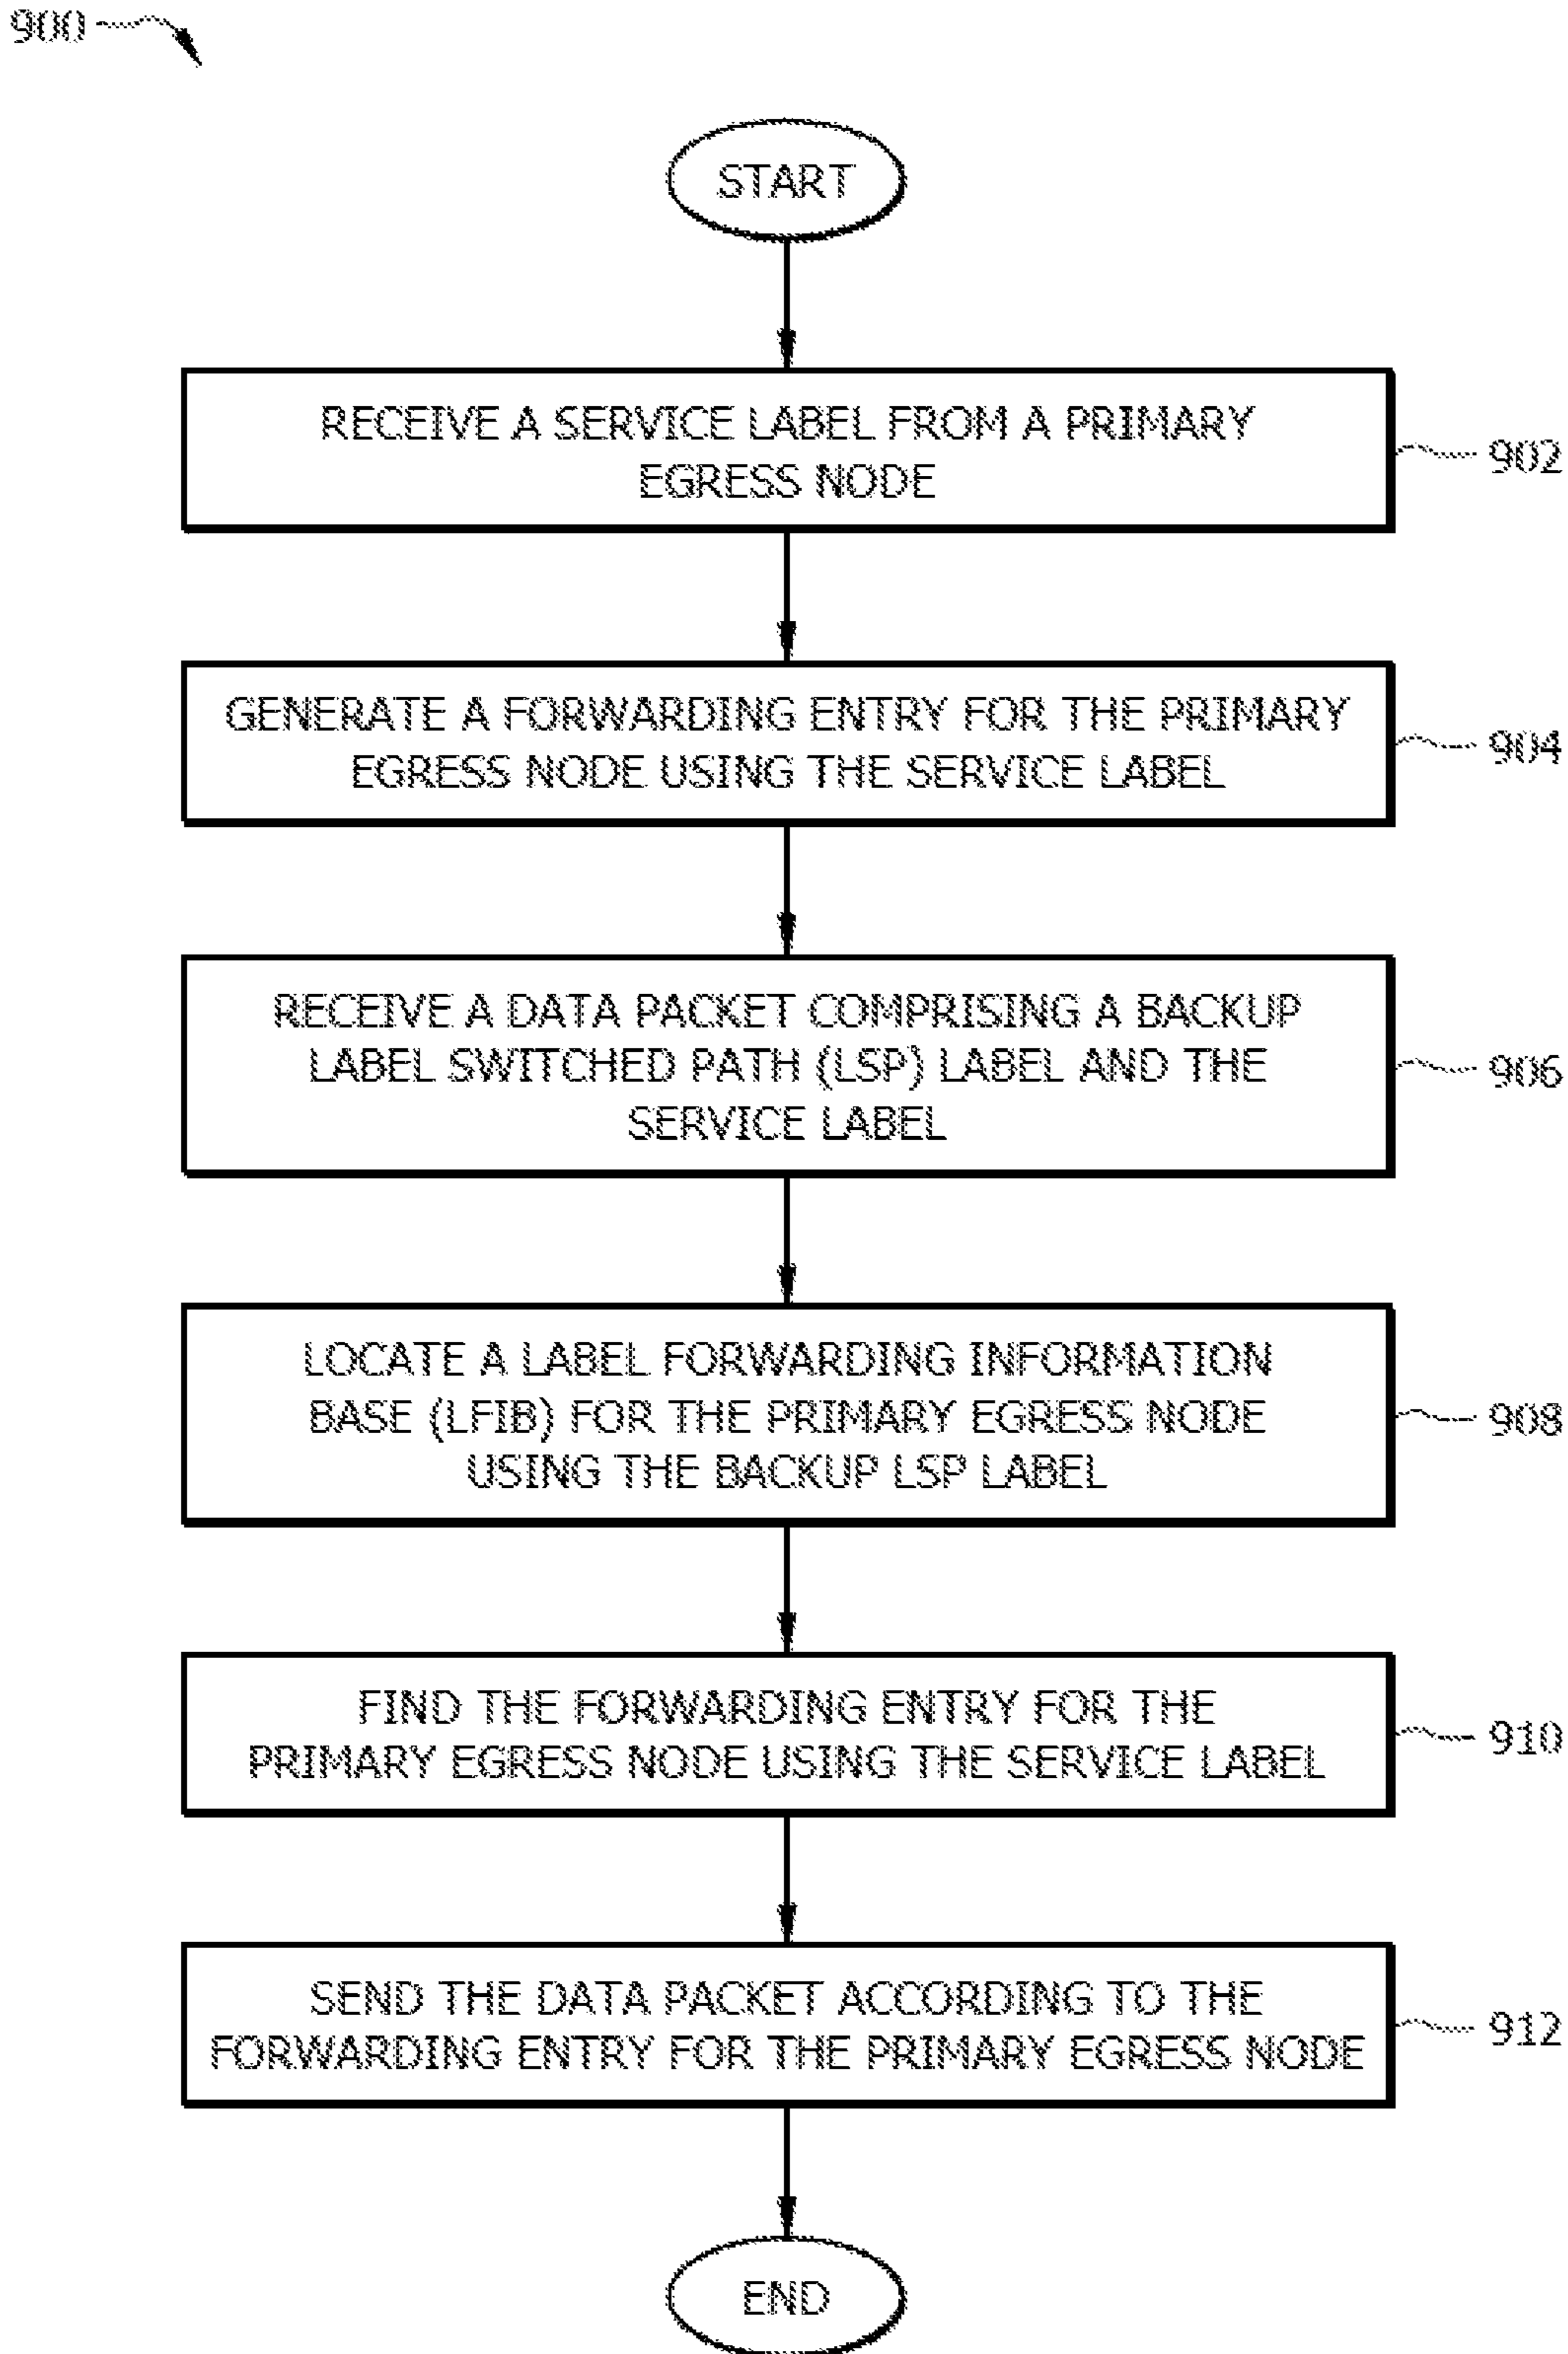 900
START
RECEIVE A SERVICE LABEL FROM A PRIMARY
EGRESS NODE
902
GENERATE A FORWARDING ENTRY FOR THE PRIMARY
EGRESS NODE USING THE SERVICE LABEL
904
RECEIVE A DATA PACKET COMPRISING A BACKUP
LABEL SWITCHED PATH (LSP) LABEL AND THE
SERVICE LABEL
906
LOCATE A LABEL FORWARDING INFORMATION
BASE (LFIB) FOR THE PRIMARY EGRESS NODE
USING THE BACKUP LSP LABEL
908
FIND THE FORWARDING ENTRY FOR THE
PRIMARY EGRESS NODE USING THE SERVICE LABEL
910
SEND THE DATA PACKET ACCORDING TO THE
FORWARDING ENTRY FOR THE PRIMARY EGRESS NODE
912
END